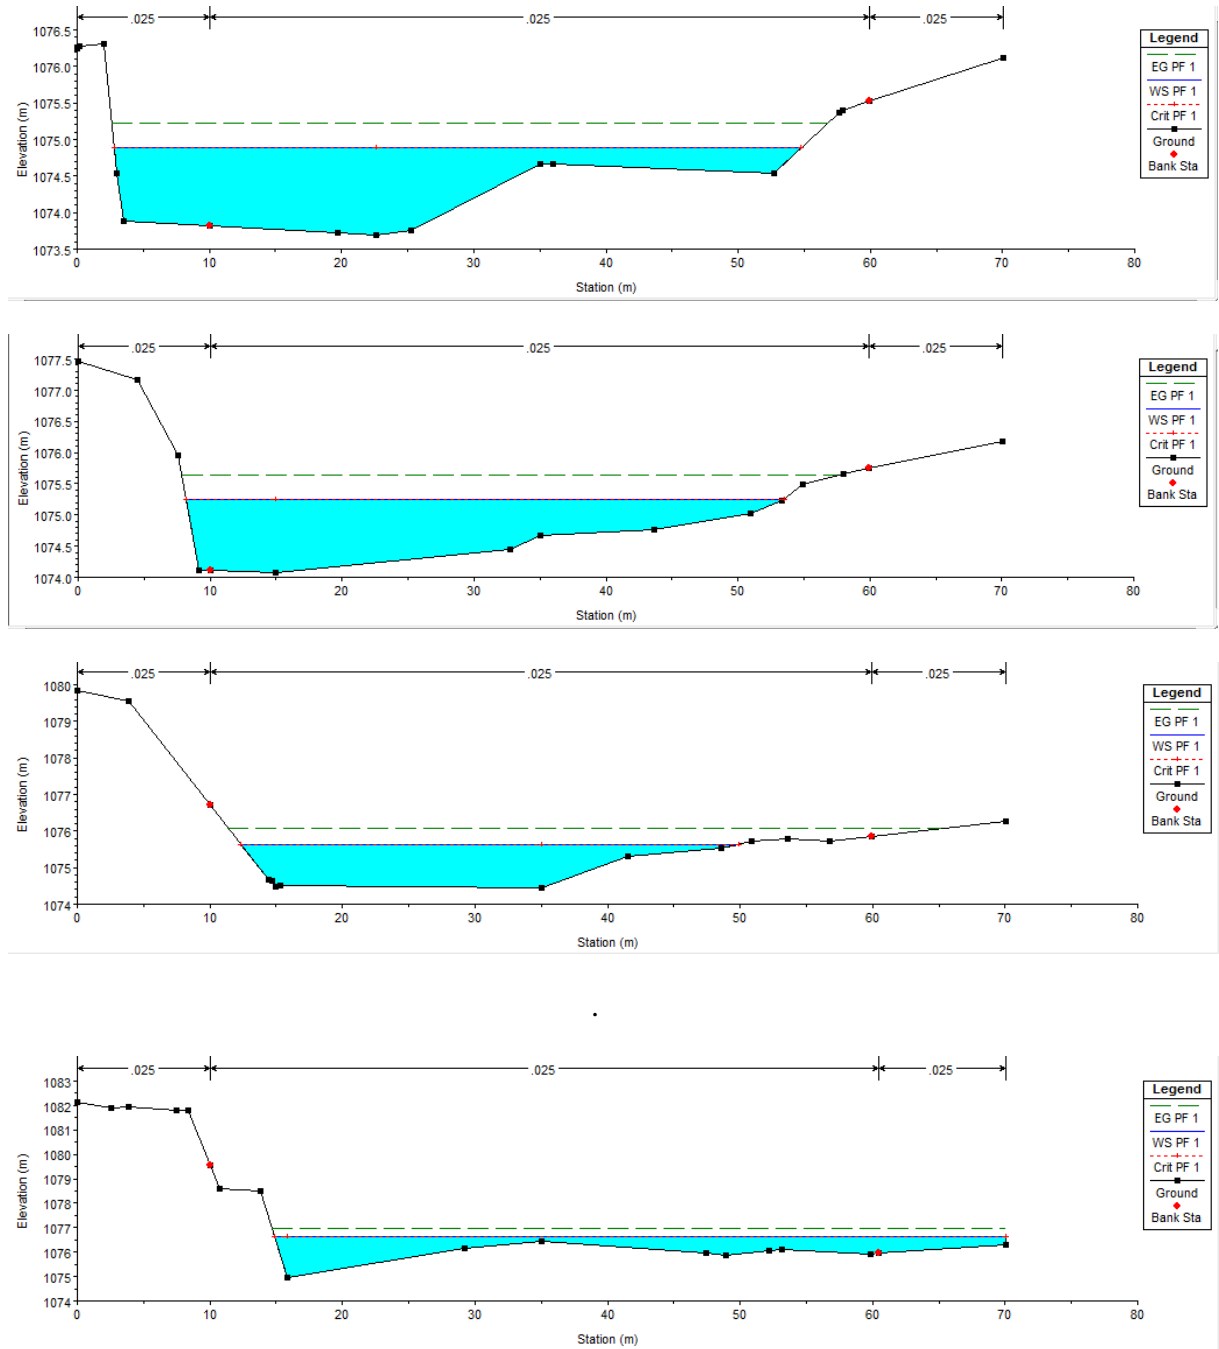 .025 .025 .025
1076.5
1076.0
1075.5
1075.0
1074.5
1074.0
1073.5
Elevation (m)
0 10 20 30 40 50 60 70 80
Station (m)
Legend
EG PF 1
WS PF 1
Crit PF 1
Ground
Bank Sta
.025 .025 .025
1077.5
1077.0
1076.5
1076.0
1075.5
1075.0
1074.5
1074.0
Elevation (m)
0 10 20 30 40 50 60 70 80
Station (m)
Legend
EG PF 1
WS PF 1
Crit PF 1
Ground
Bank Sta
.025 .025 .025
1080
1079
1078
1077
1076
1075
1074
Elevation (m)
0 10 20 30 40 50 60 70 80
Station (m)
Legend
EG PF 1
WS PF 1
Crit PF 1
Ground
Bank Sta
.025 .025 .025
1083
1082
1081
1080
1079
1078
1077
1076
1075
1074
Elevation (m)
0 10 20 30 40 50 60 70 80
Station (m)
Legend
EG PF 1
WS PF 1
Crit PF 1
Ground
Bank Sta